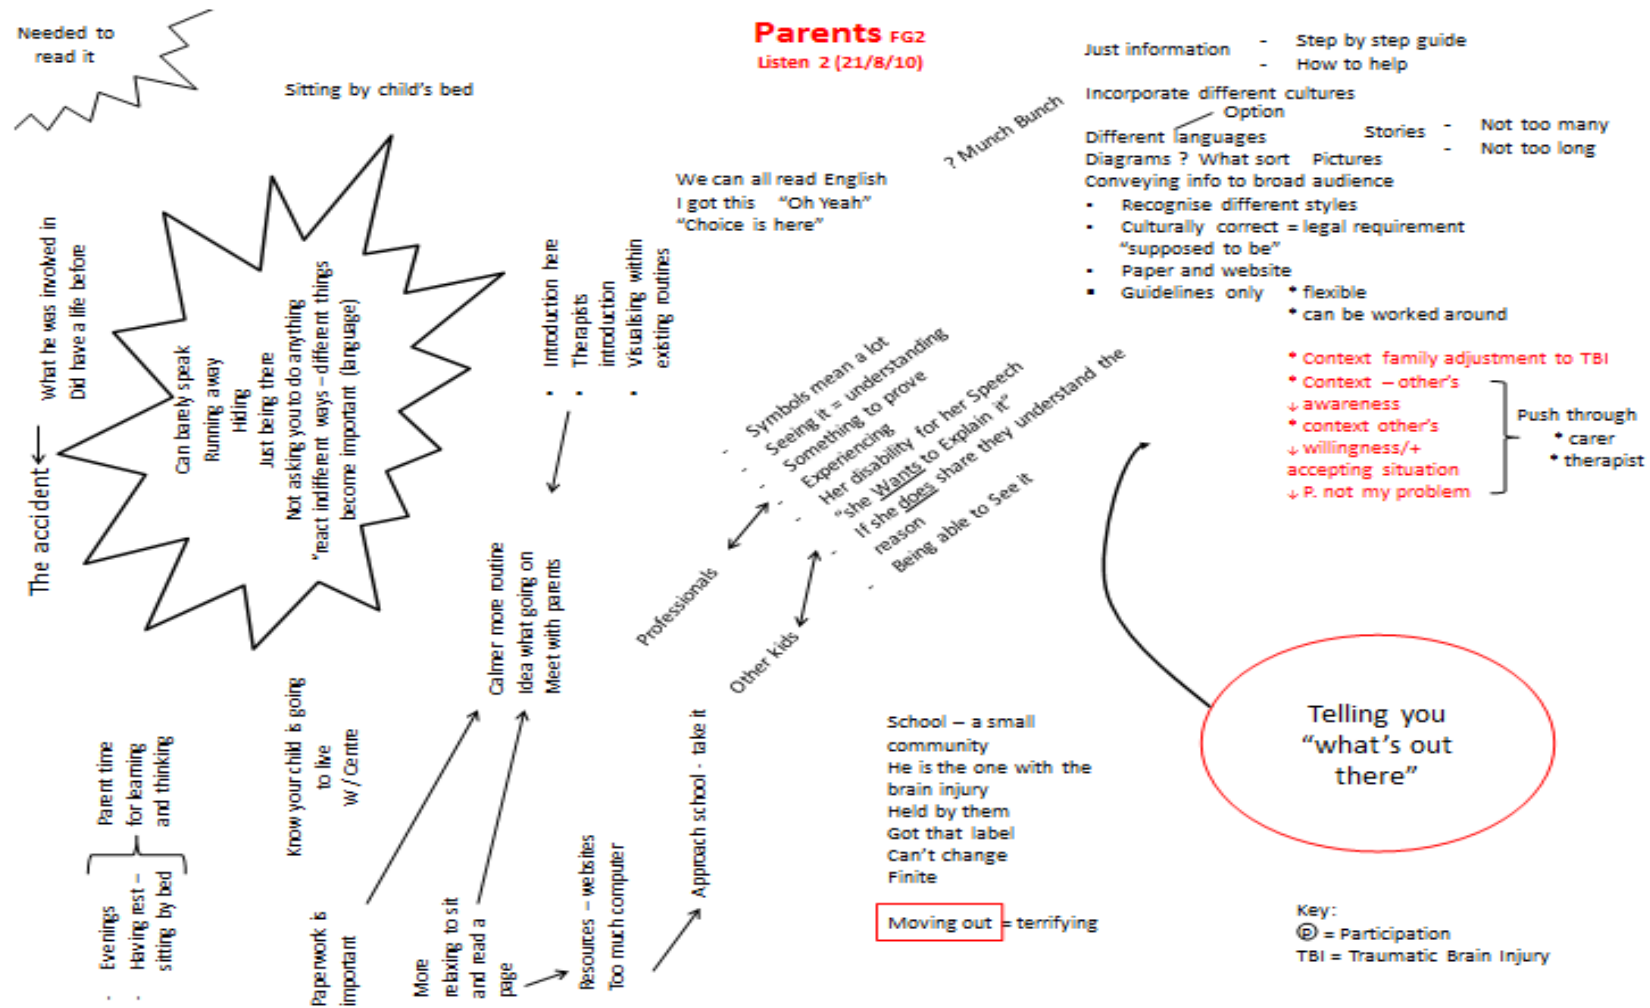 Parents FG2
Listen 2 (21/8/10)
Needed to
read it
Sitting by child's bed
What he was involved in
Did have a life before
The accident
Can barely speak
Running away
Hiding
Just being there
Not asking you to do anything
"react indifferent ways – different things
become important (language)
▪ Introduction here
▪ Therapists
introduction
▪ Visualising within
existing routines
We can all read English
I got this "Oh Yeah"
"Choice is here"
? Munch Bunch
Just information
- Step by step guide
- How to help
Incorporate different cultures
Option
Different languages
Stories
- Not too many
- Not too long
Diagrams ? What sort Pictures
Conveying info to broad audience
▪ Recognise different styles
▪ Culturally correct = legal requirement
"supposed to be"
▪ Paper and website
▪ Guidelines only * flexible
* can be worked around
* Context family adjustment to TBI
* Context – other's
↓ awareness
* context other's
↓ willingness/+
accepting situation
↓ P. not my problem
Push through
* carer
* therapist
- Symbols mean a lot
- Seeing it = understanding
- Something to prove
- Experiencing
- Her disability for her Speech
"she Wants to Explain it"
- If she does share they understand the
reason
- Being able to See it
Professionals
Other kids
Calmer more routine
Idea what going on
Meet with parents
Know your child is going
to live
W/ Centre
Parent time
for learning
and thinking
- Evenings
- Having rest –
sitting by bed
Paperwork is
important
More
relaxing to sit
and read a
page
Resources – websites
Too much computer
Approach school - take it
School – a small
community
He is the one with the
brain injury
Held by them
Got that label
Can't change
Finite
Moving out = terrifying
Telling you
"what's out
there"
Key:
Ⓟ = Participation
TBI = Traumatic Brain Injury